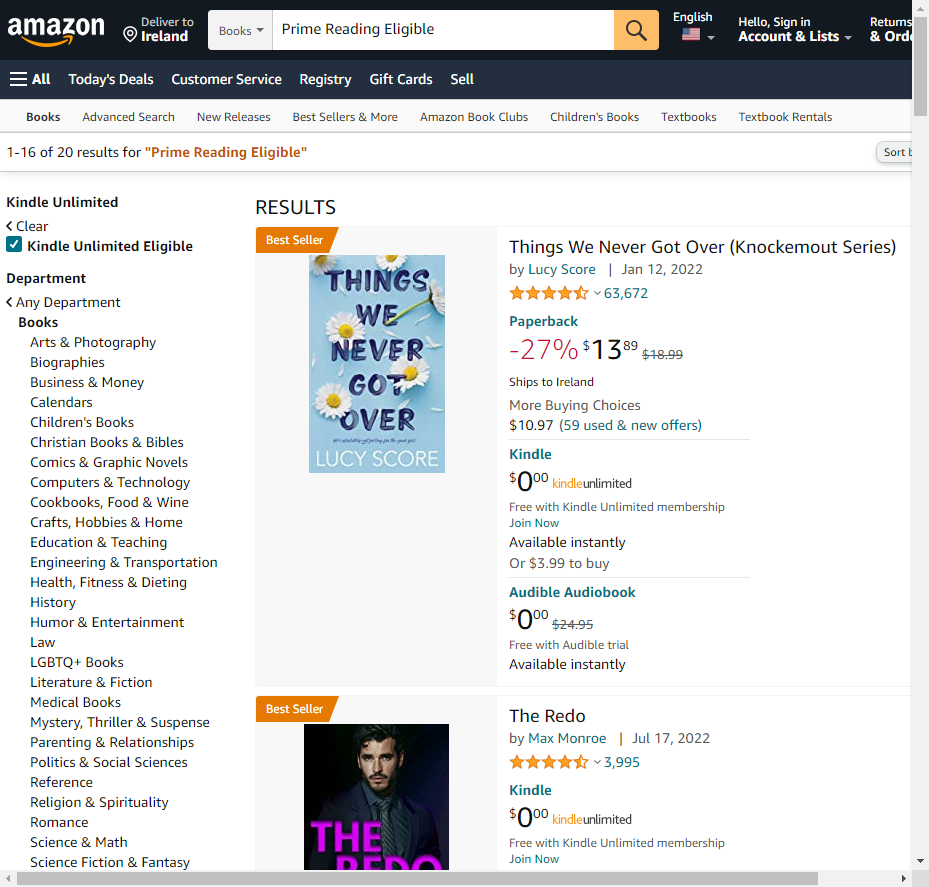 amazon
Deliver to
Ireland
Books
Prime Reading Eligible
English
Hello, Sign in
Account & Lists
Returns
& Orde
All
Today's Deals
Customer Service
Registry
Gift Cards
Sell
Books
Advanced Search
New Releases
Best Sellers & More
Amazon Book Clubs
Children's Books
Textbooks
Textbook Rentals
1-16 of 20 results for "Prime Reading Eligible"
Sort b
Kindle Unlimited
Clear
Kindle Unlimited Eligible
Department
Any Department
Books
Arts & Photography
Biographies
Business & Money
Calendars
Children's Books
Christian Books & Bibles
Comics & Graphic Novels
Computers & Technology
Cookbooks, Food & Wine
Crafts, Hobbies & Home
Education & Teaching
Engineering & Transportation
Health, Fitness & Dieting
History
Humor & Entertainment
Law
LGBTQ+ Books
Literature & Fiction
Medical Books
Mystery, Thriller & Suspense
Parenting & Relationships
Politics & Social Sciences
Reference
Religion & Spirituality
Romance
Science & Math
Science Fiction & Fantasy
RESULTS
Best Seller
THINGS
WE
NEVER
GOT
OVER
LUCY SCORE
Things We Never Got Over (Knockemout Series)
by Lucy Score | Jan 12, 2022
63,672
Paperback
-27% $13 89 $18.99
Ships to Ireland
More Buying Choices
$10.97 (59 used & new offers)
Kindle
$0 00 kindleunlimited
Free with Kindle Unlimited membership
Join Now
Available instantly
Or $3.99 to buy
Audible Audiobook
$0 00 $24.95
Free with Audible trial
Available instantly
Best Seller
THE
REDO
The Redo
by Max Monroe | Jul 17, 2022
3,995
Kindle
$0 00 kindleunlimited
Free with Kindle Unlimited membership
Join Now